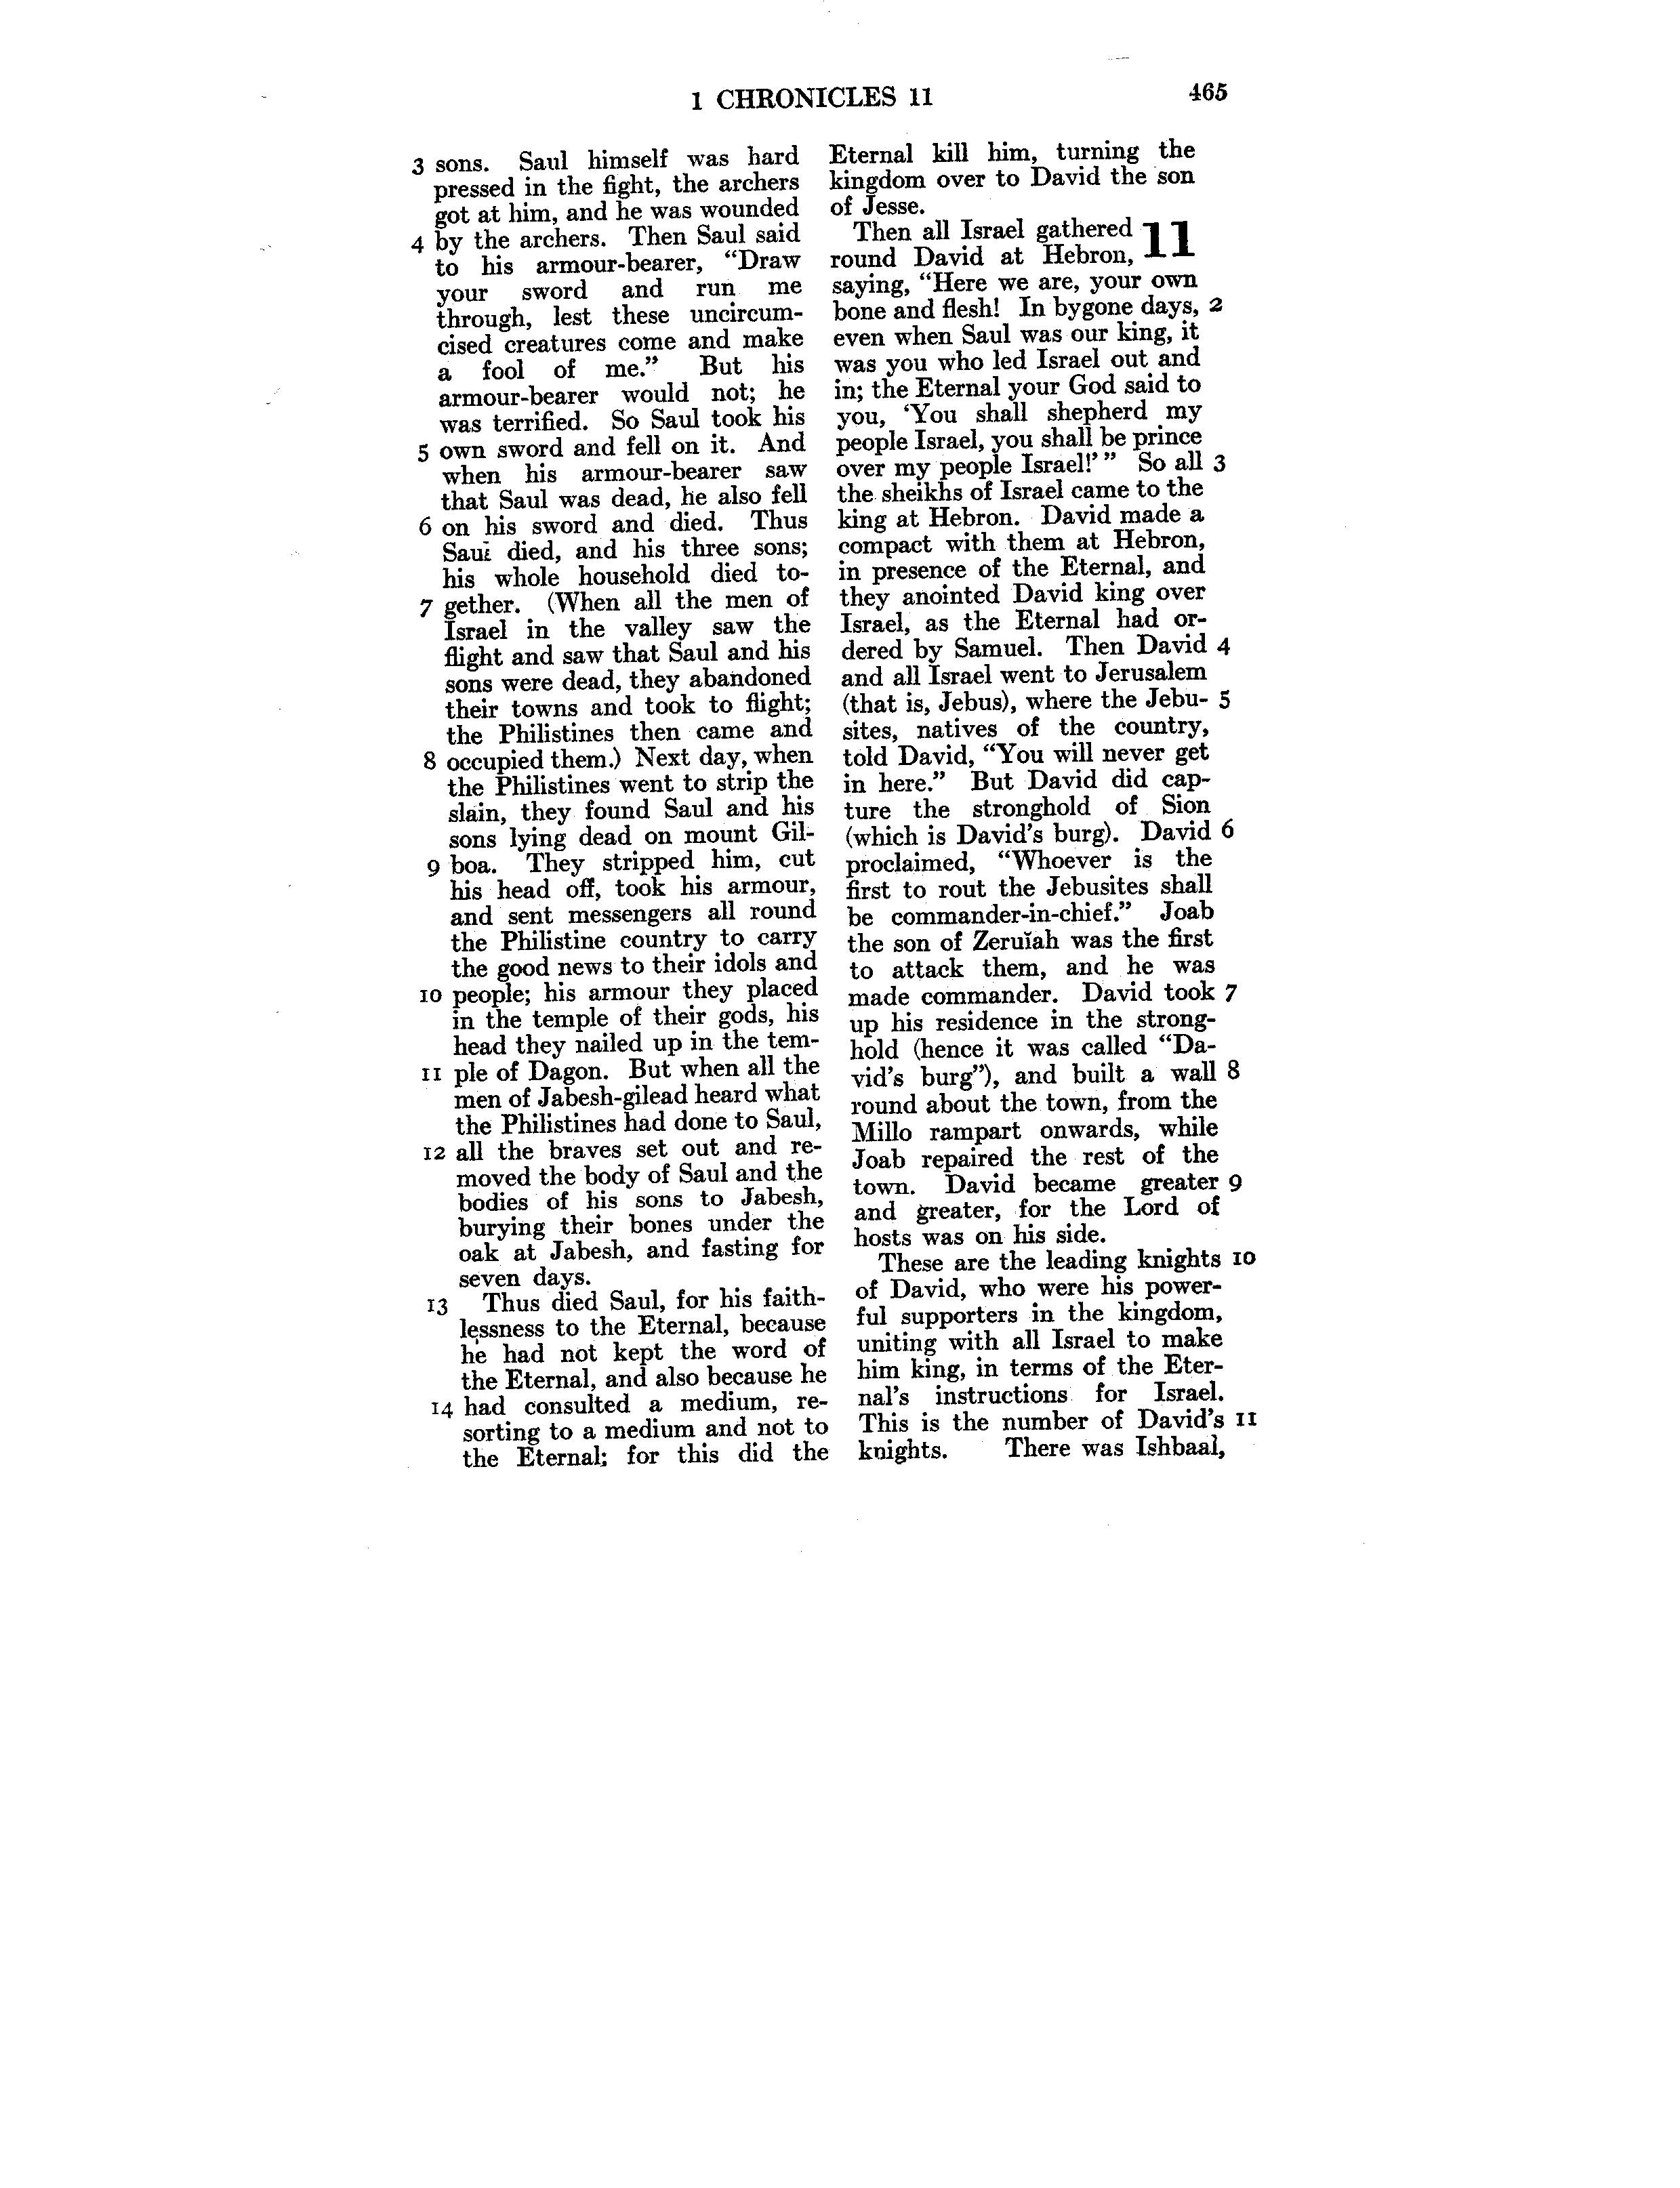 1 CHRONICLES 11 465
3 sons. Saul himself was hard
pressed in the fight, the archers
got at him, and he was wounded
4 by the archers. Then Saul said
to his armour-bearer, “Draw
your sword and run me
through, lest these uncircum-
cised creatures come and make
a fool of me.” But his
armour-bearer would not; he
was terrified. So Saul took his
5 own sword and fell on it. And
when his armour-bearer saw
that Saul was dead, he also fell
6 on his sword and died. Thus
Saul died, and his three sons;
his whole household died to-
7 gether. (When all the men of
Israel in the valley saw the
flight and saw that Saul and his
sons were dead, they abandoned
their towns and took to flight;
the Philistines then came and
8 occupied them.) Next day, when
the Philistines went to strip the
slain, they found Saul and his
sons lying dead on mount Gil-
9 boa. They stripped him, cut
his head off, took his armour,
and sent messengers all round
the Philistine country to carry
the good news to their idols and
10 people; his armour they placed
in the temple of their gods, his
head they nailed up in the tem-
11 ple of Dagon. But when all the
men of Jabesh-gilead heard what
the Philistines had done to Saul,
12 all the braves set out and re-
moved the body of Saul and the
bodies of his sons to Jabesh,
burying their bones under the
oak at Jabesh, and fasting for
seven days.
13 Thus died Saul, for his faith-
lessness to the Eternal, because
he had not kept the word of
the Eternal, and also because he
14 had consulted a medium, re-
sorting to a medium and not to
the Eternal; for this did the
Eternal kill him, turning the
kingdom over to David the son
of Jesse.
Then all Israel gathered 11
round David at Hebron,
saying, “Here we are, your own
bone and flesh! In bygone days, 2
even when Saul was our king, it
was you who led Israel out and
in; the Eternal your God said to
you, ‘You shall shepherd my
people Israel, you shall be prince
over my people Israel!’ ” So all 3
the sheikhs of Israel came to the
king at Hebron. David made a
compact with them at Hebron,
in presence of the Eternal, and
they anointed David king over
Israel, as the Eternal had or-
dered by Samuel. Then David 4
and all Israel went to Jerusalem
(that is, Jebus), where the Jebu- 5
sites, natives of the country,
told David, “You will never get
in here.” But David did cap-
ture the stronghold of Sion
(which is David’s burg). David 6
proclaimed, “Whoever is the
first to rout the Jebusites shall
be commander-in-chief.” Joab
the son of Zeruĭah was the first
to attack them, and he was
made commander. David took 7
up his residence in the strong-
hold (hence it was called “Da-
vid’s burg”), and built a wall 8
round about the town, from the
Millo rampart onwards, while
Joab repaired the rest of the
town. David became greater 9
and greater, for the Lord of
hosts was on his side.
These are the leading knights 10
of David, who were his power-
ful supporters in the kingdom,
uniting with all Israel to make
him king, in terms of the Eter-
nal’s instructions for Israel.
This is the number of David’s 11
knights. There was Ishbaal,